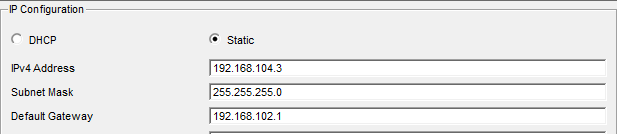 IP Configuration
DHCP Static
IPv4 Address 192.168.104.3
Subnet Mask 255.255.255.0
Default Gateway 192.168.102.1